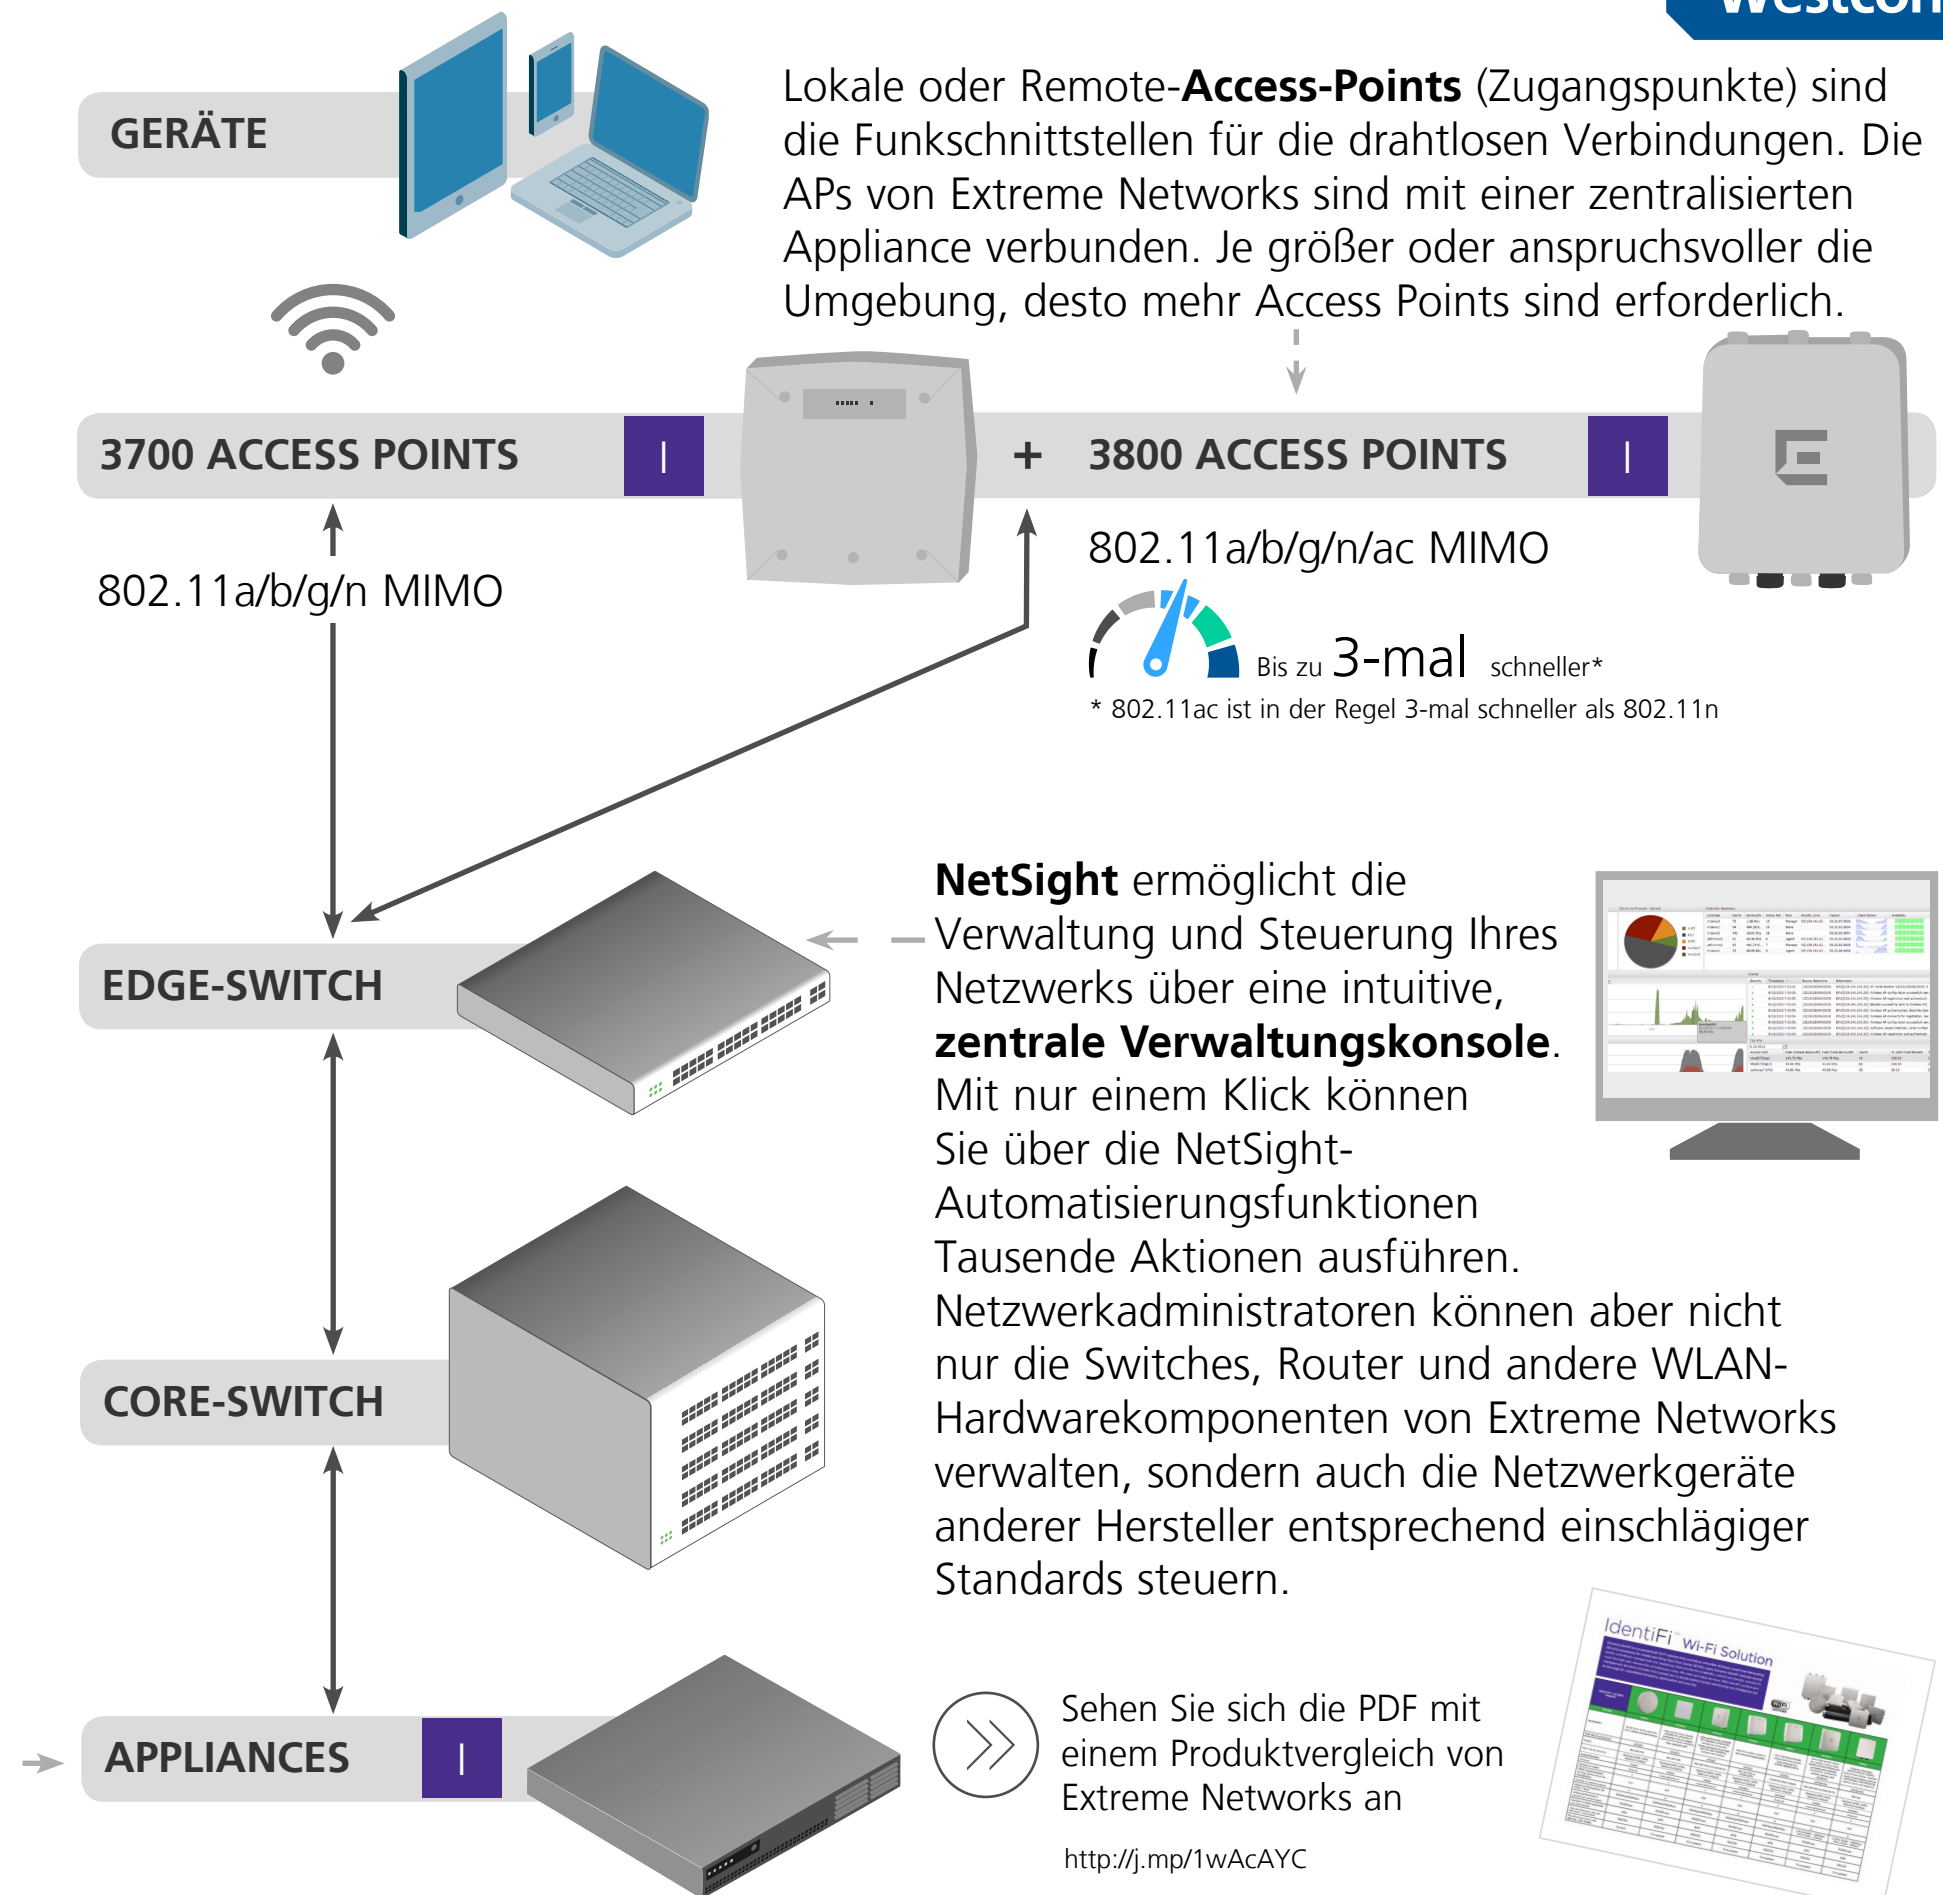 Westcon
GERÄTE
Lokale oder Remote-Access-Points (Zugangspunkte) sind
die Funkschnittstellen für die drahtlosen Verbindungen. Die
APs von Extreme Networks sind mit einer zentralisierten
Appliance verbunden. Je größer oder anspruchsvoller die
Umgebung, desto mehr Access Points sind erforderlich.
3700 ACCESS POINTS I + 3800 ACCESS POINTS I
802.11a/b/g/n MIMO
802.11a/b/g/n/ac MIMO
Bis zu 3-mal schneller*
* 802.11ac ist in der Regel 3-mal schneller als 802.11n
EDGE-SWITCH
NetSight ermöglicht die
Verwaltung und Steuerung Ihres
Netzwerks über eine intuitive,
zentrale Verwaltungskonsole.
Mit nur einem Klick können
Sie über die NetSight-
Automatisierungsfunktionen
Tausende Aktionen ausführen.
Netzwerkadministratoren können aber nicht
nur die Switches, Router und andere WLAN-
Hardwarekomponenten von Extreme Networks
verwalten, sondern auch die Netzwerkgeräte
anderer Hersteller entsprechend einschlägiger
Standards steuern.
CORE-SWITCH
APPLIANCES I
Sehen Sie sich die PDF mit
einem Produktvergleich von
Extreme Networks an
http://j.mp/1wAcAYC
IdentiFi™ Wi-Fi Solution